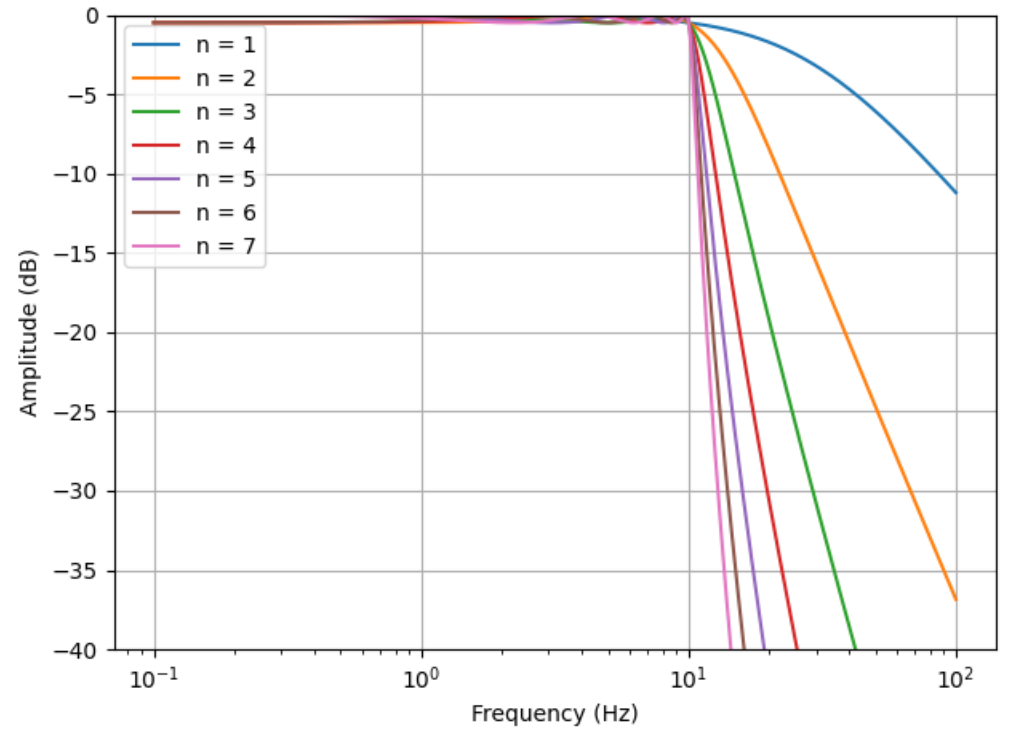 0
−5
−10
−15
−20
−25
−30
−35
−40
n = 1
n = 2
n = 3
n = 4
n = 5
n = 6
n = 7
Amplitude (dB)
10⁻¹ 10⁰ 10¹ 10²
Frequency (Hz)